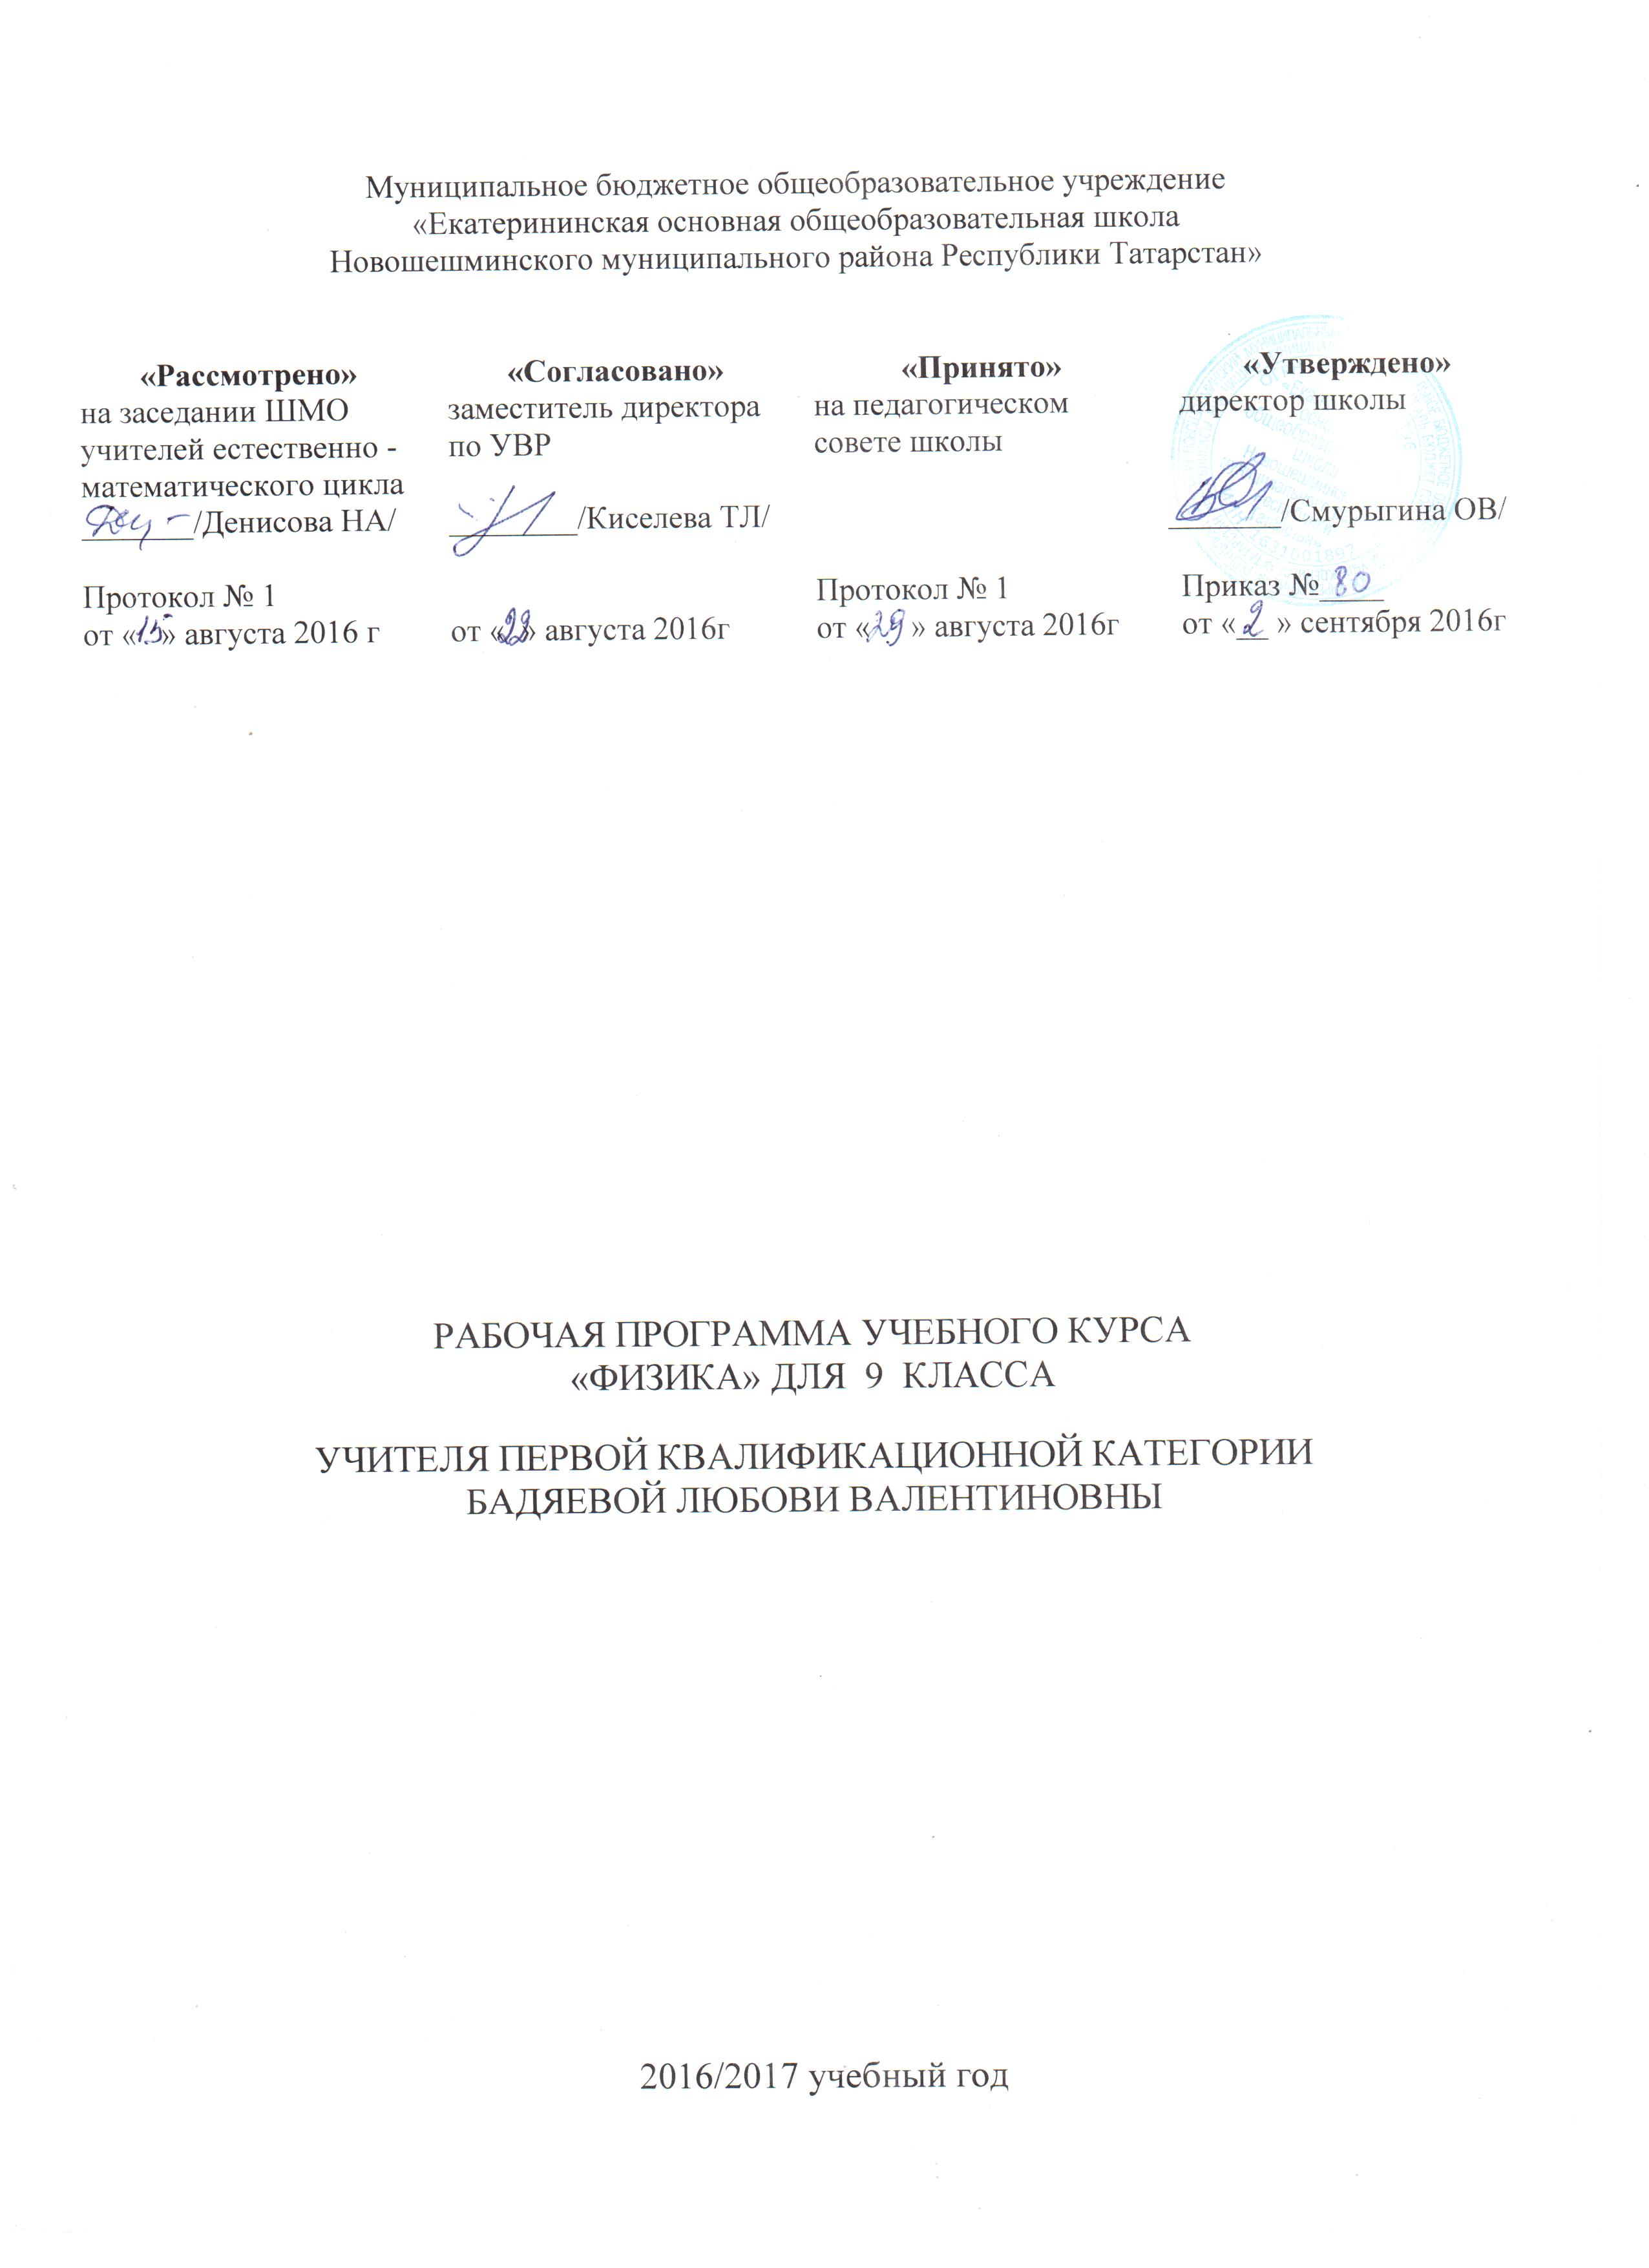 Муниципальное бюджетное общеобразовательное учреждение
«Екатерининская основная общеобразовательная школа
Новошешминского муниципального района Республики Татарстан»
«Рассмотрено»
на заседании ШМО
учителей естественно -
математического цикла
/Денисова НА/
Протокол № 1
от «15» августа 2016 г
«Согласовано»
заместитель директора
по УВР
/Киселева ТЛ/
от « » августа 2016г
«Принято»
на педагогическом
совете школы
Протокол № 1
от «29» августа 2016г
«Утверждено»
директор школы
/Смурыгина ОВ/
Приказ № 80
от « 2 » сентября 2016г
1631001897
РАБОЧАЯ ПРОГРАММА УЧЕБНОГО КУРСА
«ФИЗИКА» ДЛЯ 9 КЛАССА
УЧИТЕЛЯ ПЕРВОЙ КВАЛИФИКАЦИОННОЙ КАТЕГОРИИ
БАДЯЕВОЙ ЛЮБОВИ ВАЛЕНТИНОВНЫ
2016/2017 учебный год